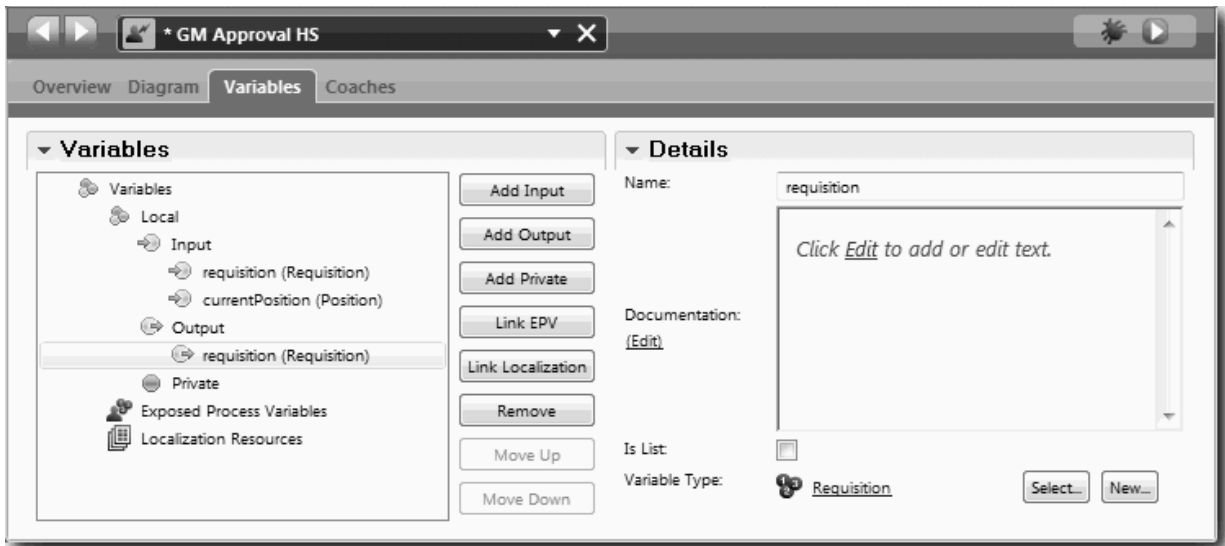 * GM Approval HS
Overview Diagram Variables Coaches
Variables
Variables
Local
Input
requisition (Requisition)
currentPosition (Position)
Output
requisition (Requisition)
Private
Exposed Process Variables
Localization Resources
Add Input
Add Output
Add Private
Link EPV
Link Localization
Remove
Move Up
Move Down
Details
Name: requisition
Click Edit to add or edit text.
Documentation:
(Edit)
Is List:
Variable Type: Requisition Select... New...